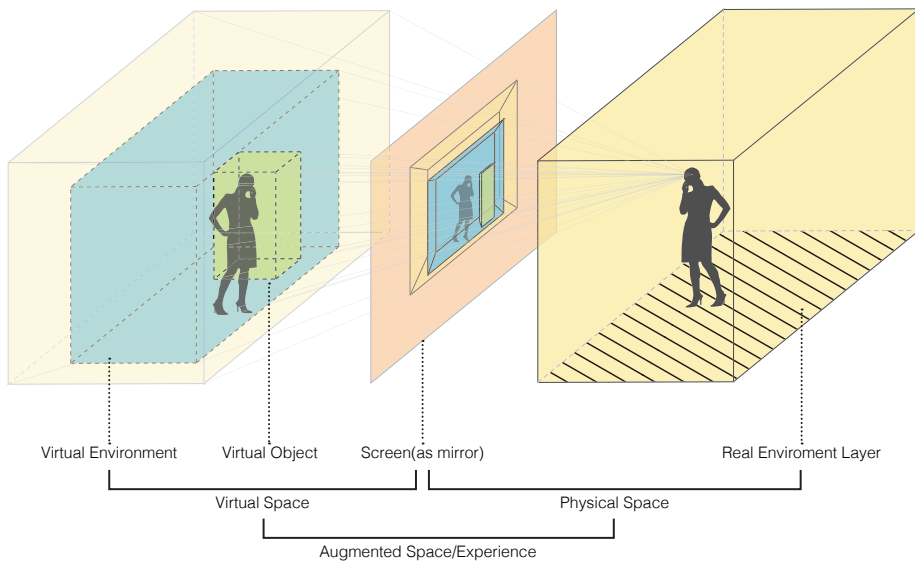 Virtual Environment
Virtual Object
Screen(as mirror)
Real Enviroment Layer
Virtual Space
Physical Space
Augmented Space/Experience